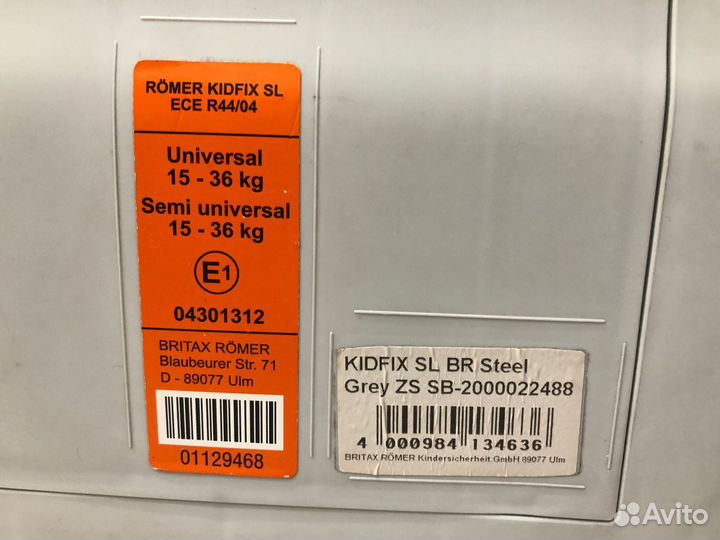 RÖMER KIDFIX SL
ECE R44/04
Universal
15 - 36 kg
Semi universal
15 - 36 kg
E1
04301312
BRITAX RÖMER
Blaubeurer Str. 71
D - 89077 Ulm
01129468
KIDFIX SL BR Steel
Grey ZS SB-2000022488
4 000984 134636
BRITAX RÖMER Kindersicherheit GmbH 89077 Ulm
Avito